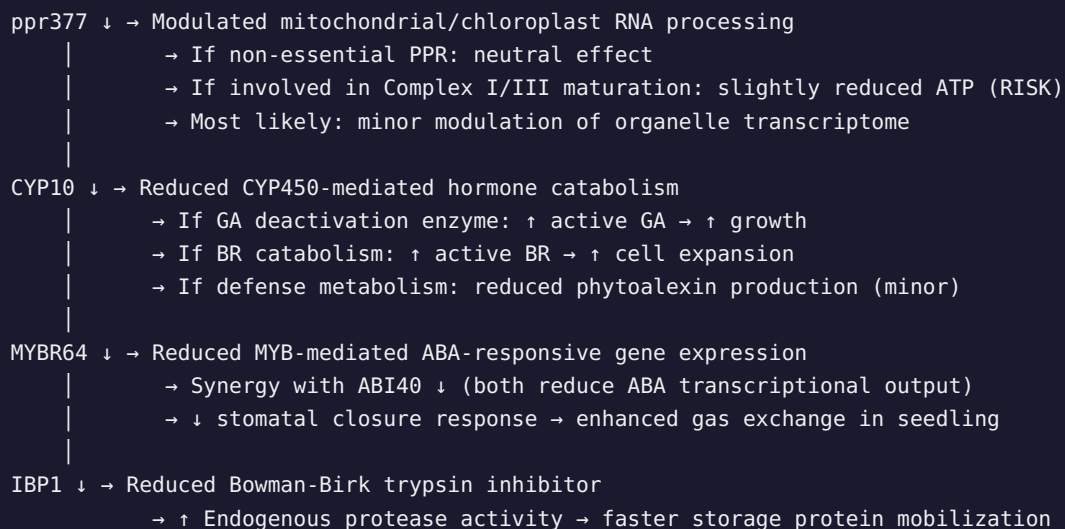 ppr377 ↓ → Modulated mitochondrial/chloroplast RNA processing
│ → If non-essential PPR: neutral effect
│ → If involved in Complex I/III maturation: slightly reduced ATP (RISK)
│ → Most likely: minor modulation of organelle transcriptome
│
CYP10 ↓ → Reduced CYP450-mediated hormone catabolism
│ → If GA deactivation enzyme: ↑ active GA → ↑ growth
│ → If BR catabolism: ↑ active BR → ↑ cell expansion
│ → If defense metabolism: reduced phytoalexin production (minor)
│
MYBR64 ↓ → Reduced MYB-mediated ABA-responsive gene expression
│ → Synergy with ABI40 ↓ (both reduce ABA transcriptional output)
│ → ↓ stomatal closure response → enhanced gas exchange in seedling
│
IBP1 ↓ → Reduced Bowman-Birk trypsin inhibitor
→ ↑ Endogenous protease activity → faster storage protein mobilization